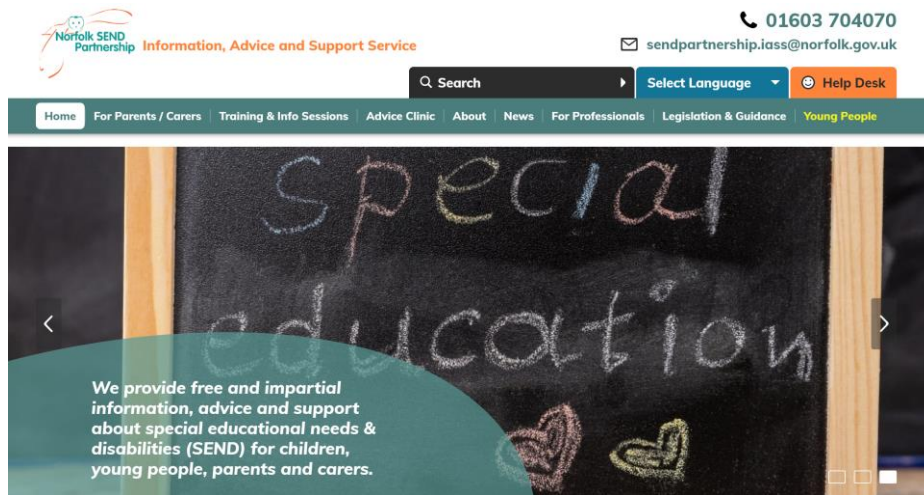 Norfolk SEND
Partnership
Information, Advice and Support Service
01603 704070
sendpartnership.iass@norfolk.gov.uk
Search
Select Language
Help Desk
Home
For Parents / Carers
Training & Info Sessions
Advice Clinic
About
News
For Professionals
Legislation & Guidance
Young People
special
education
We provide free and impartial
information, advice and support
about special educational needs &
disabilities (SEND) for children,
young people, parents and carers.